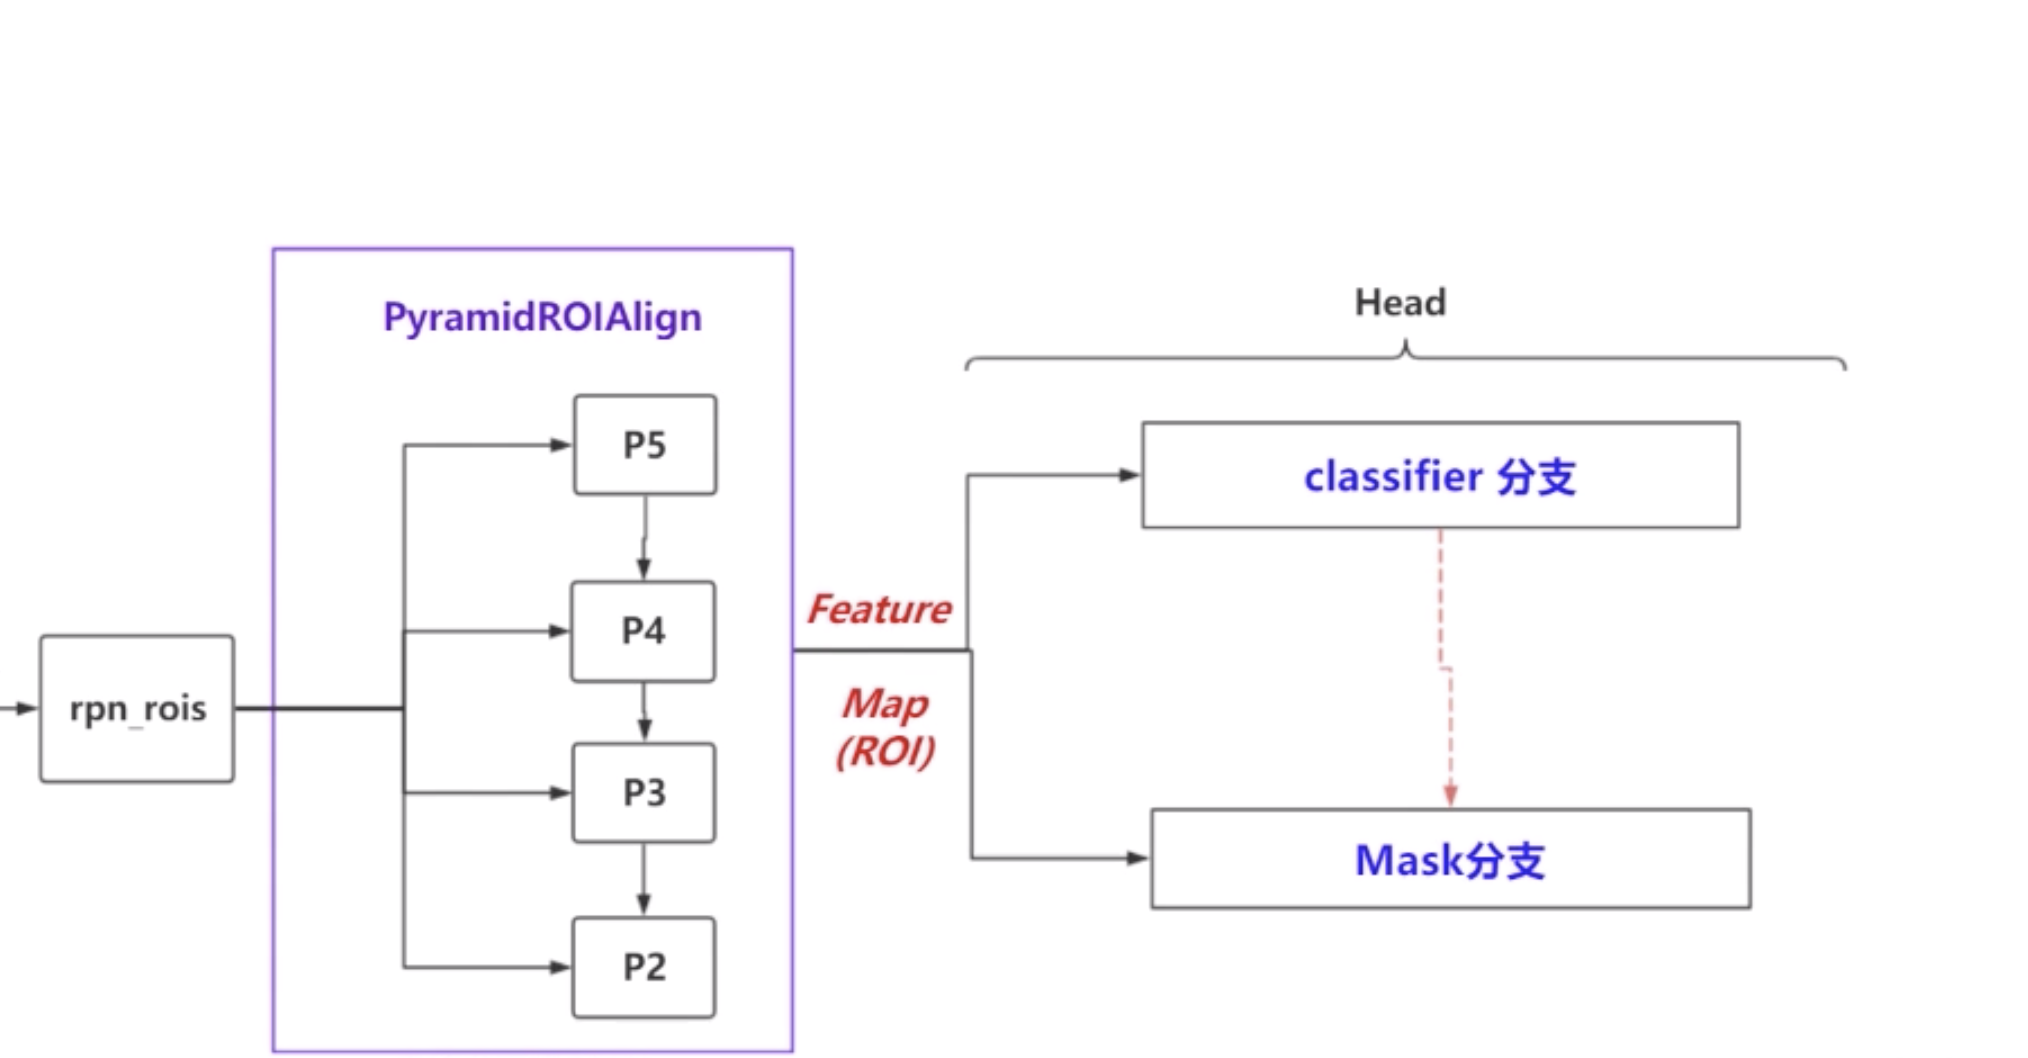 PyramidROIAlign
Head
P5
classifier 分支
P4
Feature
rpn_rois
Map
(ROI)
P3
Mask分支
P2